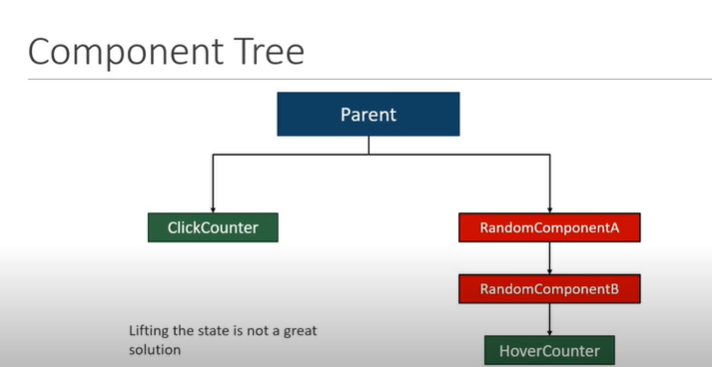 Component Tree
Parent
ClickCounter
RandomComponentA
RandomComponentB
HoverCounter
Lifting the state is not a great
solution